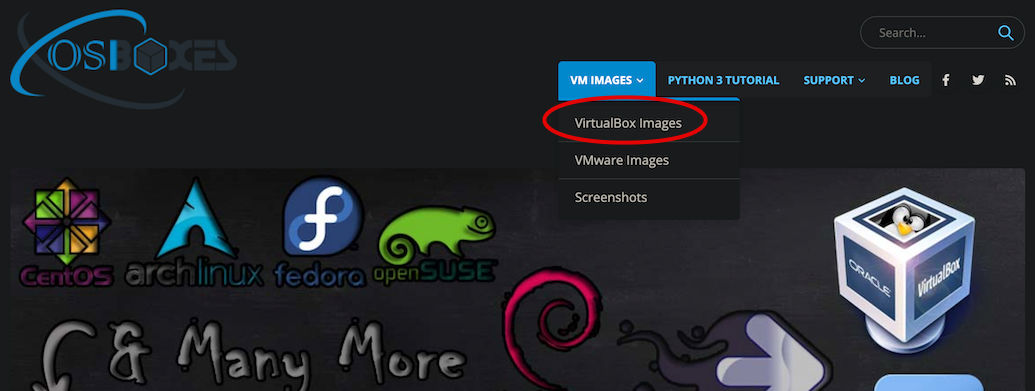 OSBOXES
Search...
VM IMAGES PYTHON 3 TUTORIAL SUPPORT BLOG
VirtualBox Images
VMware Images
Screenshots
CentOS archlinux fedora openSUSE
ORACLE VirtualBox
& Many More